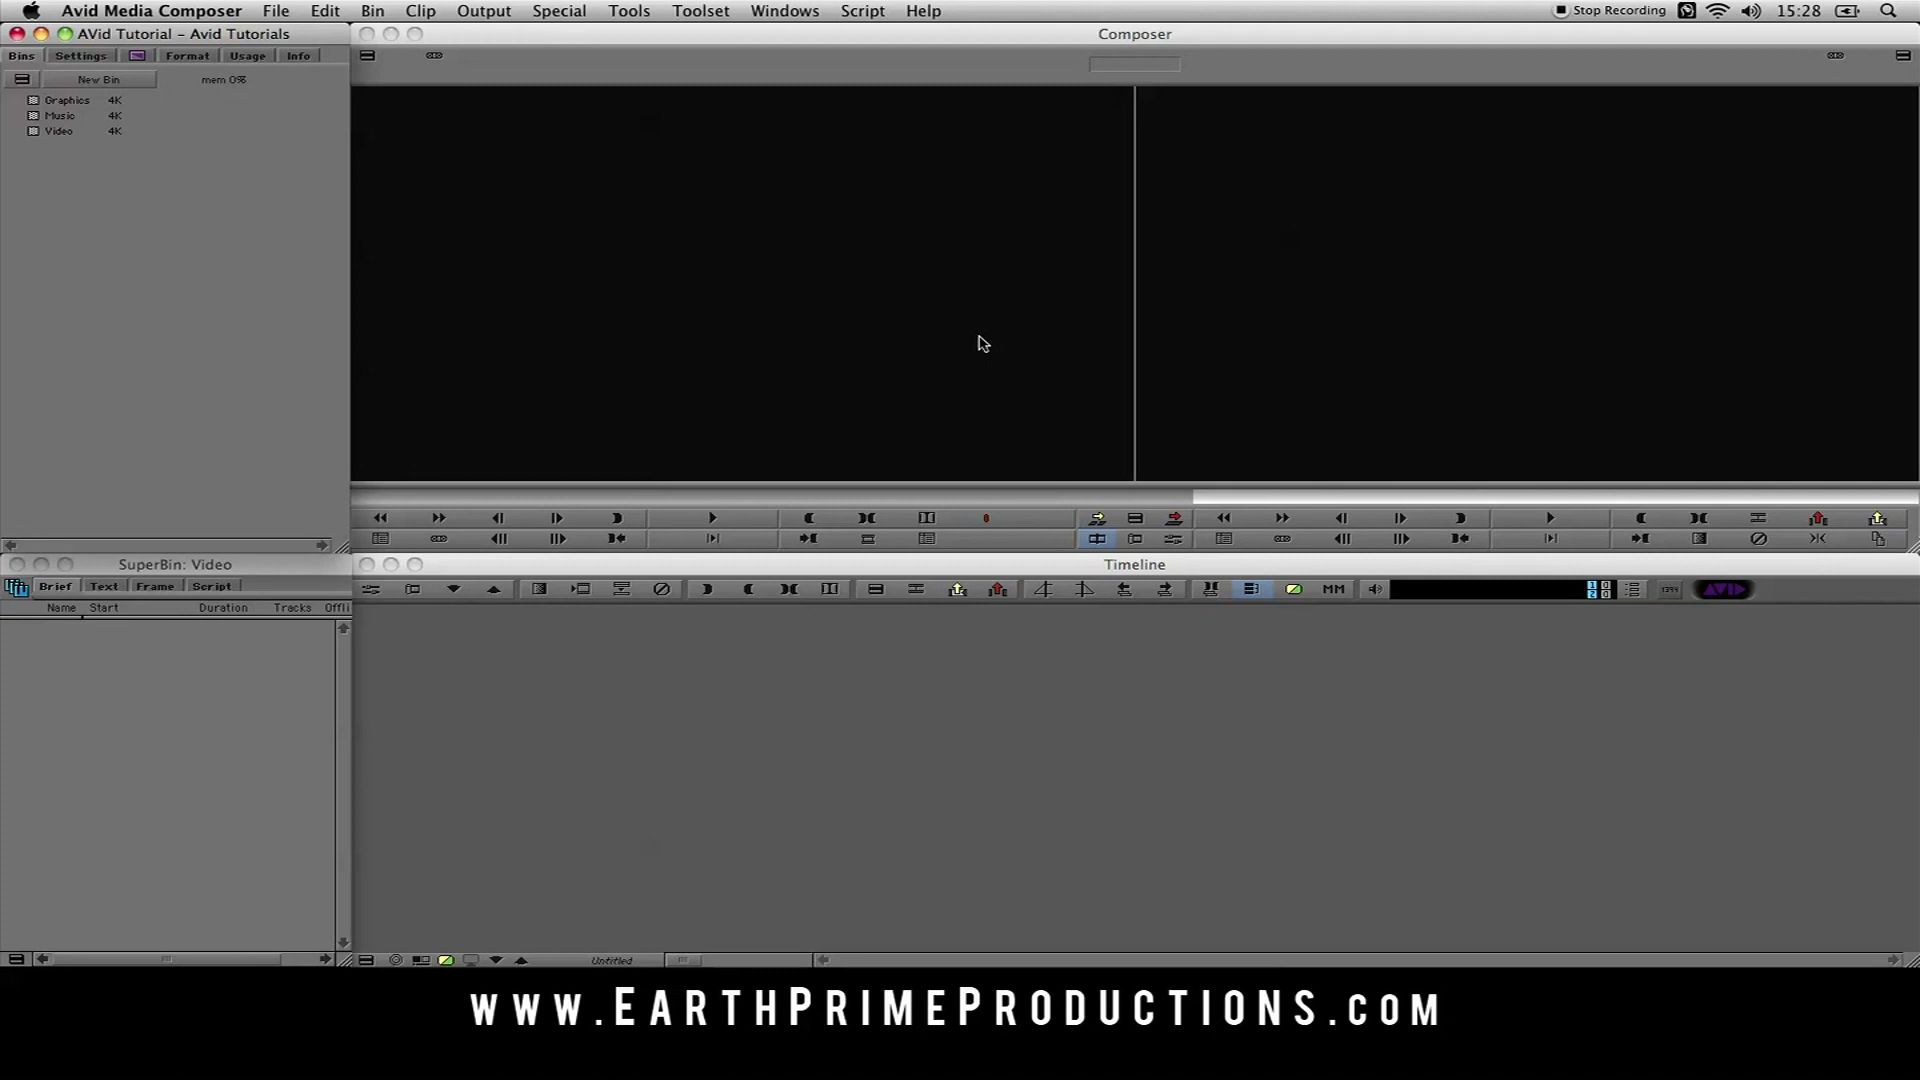 Avid Media Composer File Edit Bin Clip Output Special Tools Toolset Windows Script Help Stop Recording 15:28
AVid Tutorial - Avid Tutorials
Composer
Bins Settings Format Usage Info
New Bin mem 0%
Graphics 4K
Music 4K
Video 4K
SuperBin: Video
Timeline
Brief Text Frame Script
MM
AVID
Name Start Duration Tracks Offli
Untitled
www.EarthPrimeProductions.com